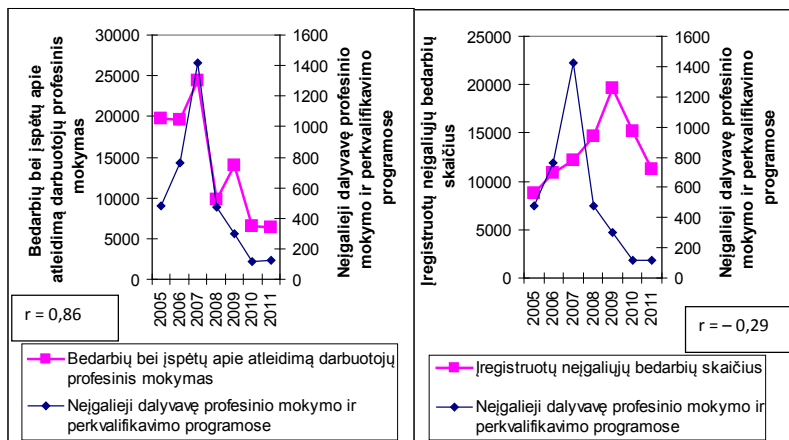 Bedarbių bei įspėtų apie
atleidimą darbuotojų profesinis
mokymas
30000
25000
20000
15000
10000
5000
0
1600
1400
1200
1000
800
600
400
200
0
Neįgalieji dalyvavę profesinio
mokymo ir perkvalifikavimo
programose
2005
2006
2007
2008
2009
2010
2011
r = 0,86
Bedarbių bei įspėtų apie atleidimą darbuotojų
profesinis mokymas
Neįgalieji dalyvavę profesinio mokymo ir
perkvalifikavimo programose
Įregistruotų neįgaliųjų bedarbių
skaičius
25000
20000
15000
10000
5000
0
1600
1400
1200
1000
800
600
400
200
0
Neįgalieji dalyvavę profesinio
mokymo ir perkvalifikavimo
programose
2005
2006
2007
2008
2009
2010
2011
r = – 0,29
Įregistruotų neįgaliųjų bedarbių skaičius
Neįgalieji dalyvavę profesinio mokymo ir
perkvalifikavimo programose